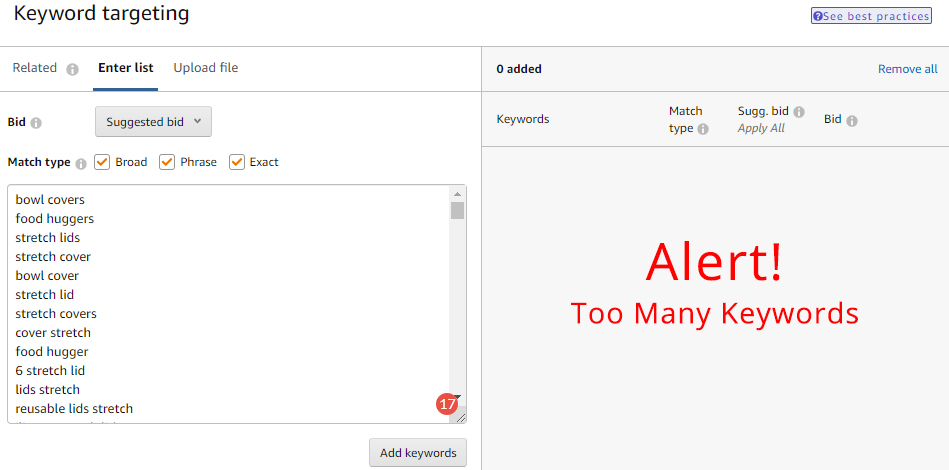 Keyword targeting
See best practices
Related
Enter list
Upload file
Bid
Suggested bid
Match type
Broad
Phrase
Exact
bowl covers
food huggers
stretch lids
stretch cover
bowl cover
stretch lid
stretch covers
cover stretch
food hugger
6 stretch lid
lids stretch
reusable lids stretch
17
Add keywords
0 added
Remove all
Keywords
Match
type
Sugg. bid
Apply All
Bid
Alert!
Too Many Keywords